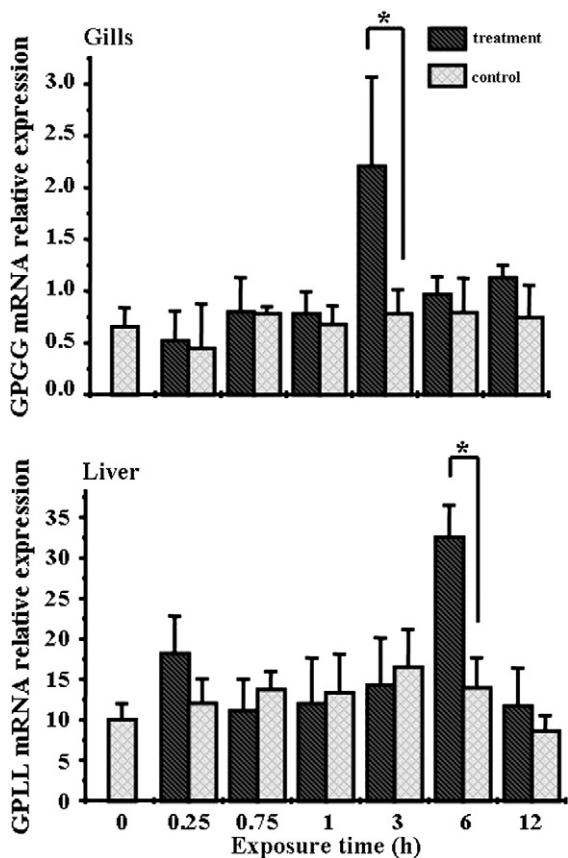 Gills
*
treatment
control
GPGG mRNA relative expression
3.0
2.5
2.0
1.5
1.0
0.5
0.0
Liver
*
GPLL mRNA relative expression
35
30
25
20
15
10
5
0
0 0.25 0.75 1 3 6 12
Exposure time (h)